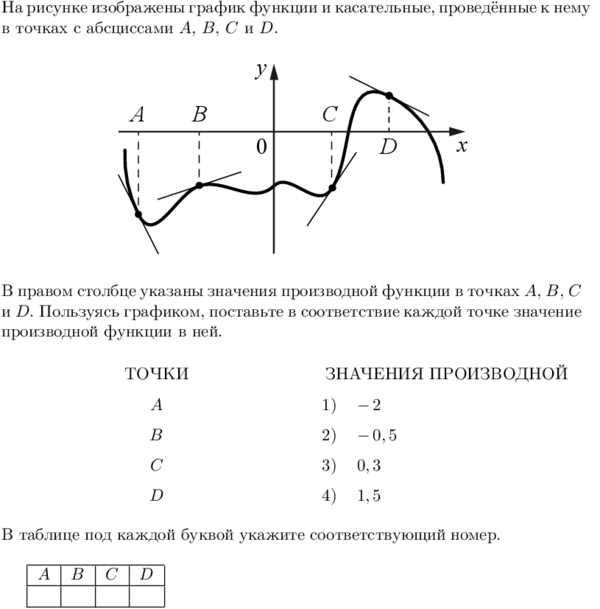 На рисунке изображены график функции и касательные, проведённые к нему
в точках с абсциссами A, B, C и D.
y
A B C
0 D x
В правом столбце указаны значения производной функции в точках A, B, C
и D. Пользуясь графиком, поставьте в соответствие каждой точке значение
производной функции в ней.
ТОЧКИ ЗНАЧЕНИЯ ПРОИЗВОДНОЙ
A 1) −2
B 2) −0,5
C 3) 0,3
D 4) 1,5
В таблице под каждой буквой укажите соответствующий номер.
A B C D